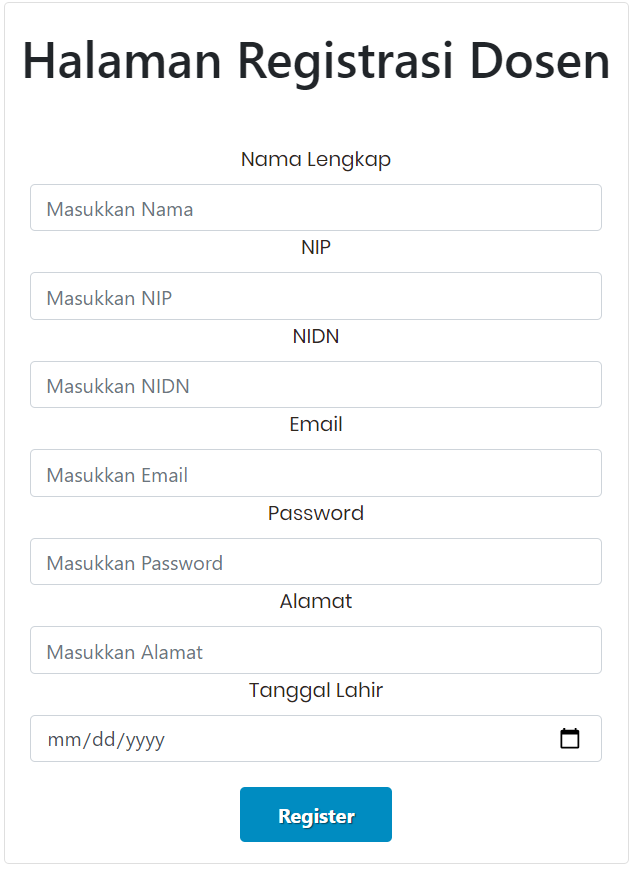 Halaman Registrasi Dosen
Nama Lengkap
Masukkan Nama
NIP
Masukkan NIP
NIDN
Masukkan NIDN
Email
Masukkan Email
Password
Masukkan Password
Alamat
Masukkan Alamat
Tanggal Lahir
mm/dd/yyyy
Register